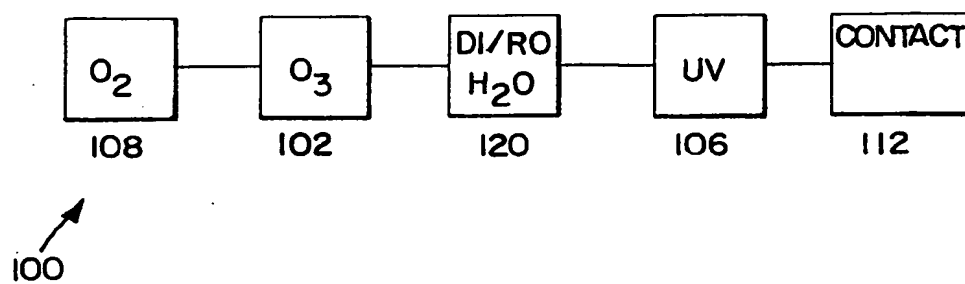 O₂
O₃
DI/RO
H₂O
UV
CONTACT
108
102
120
106
112
100